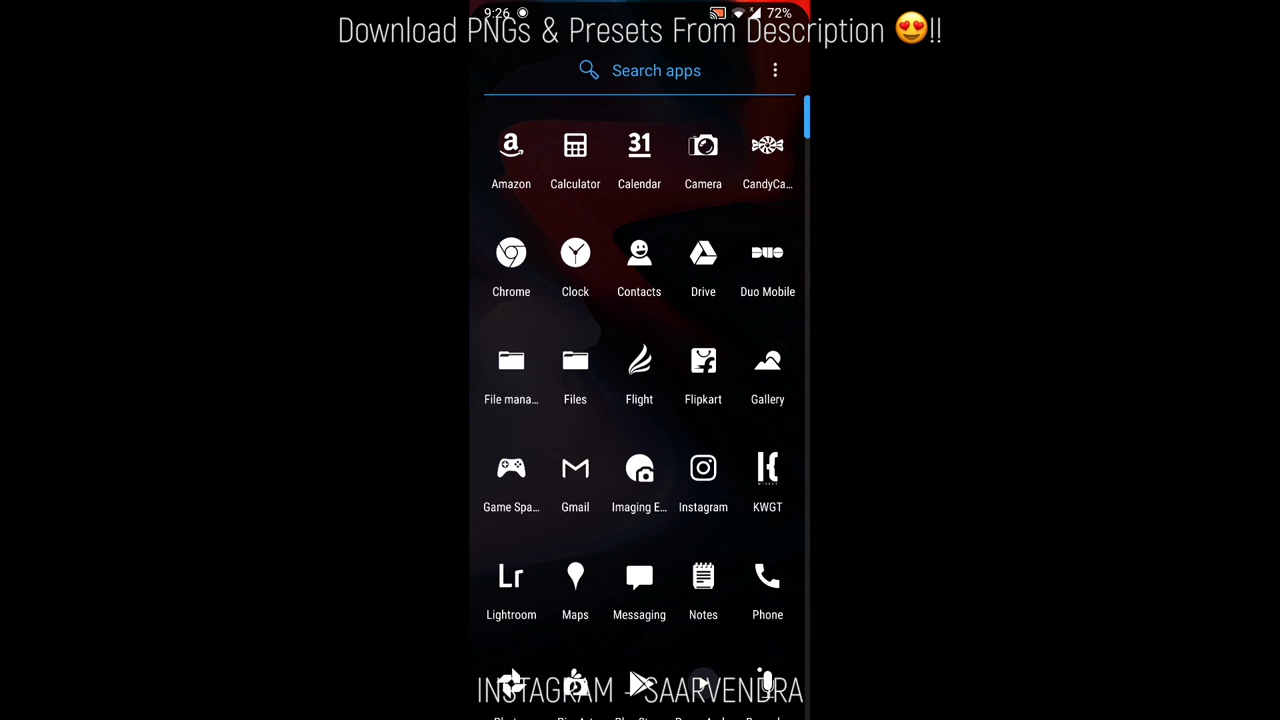 9:26 72%
Download PNGs & Presets From Description 😍!!
Search apps
a 31
Amazon Calculator Calendar Camera CandyCa...
DUO
Chrome Clock Contacts Drive Duo Mobile
File mana... Files Flight Flipkart Gallery
Game Spa... Gmail Imaging E... Instagram KWGT
Lr
Lightroom Maps Messaging Notes Phone
INSTAGRAM - SAARVENDRA